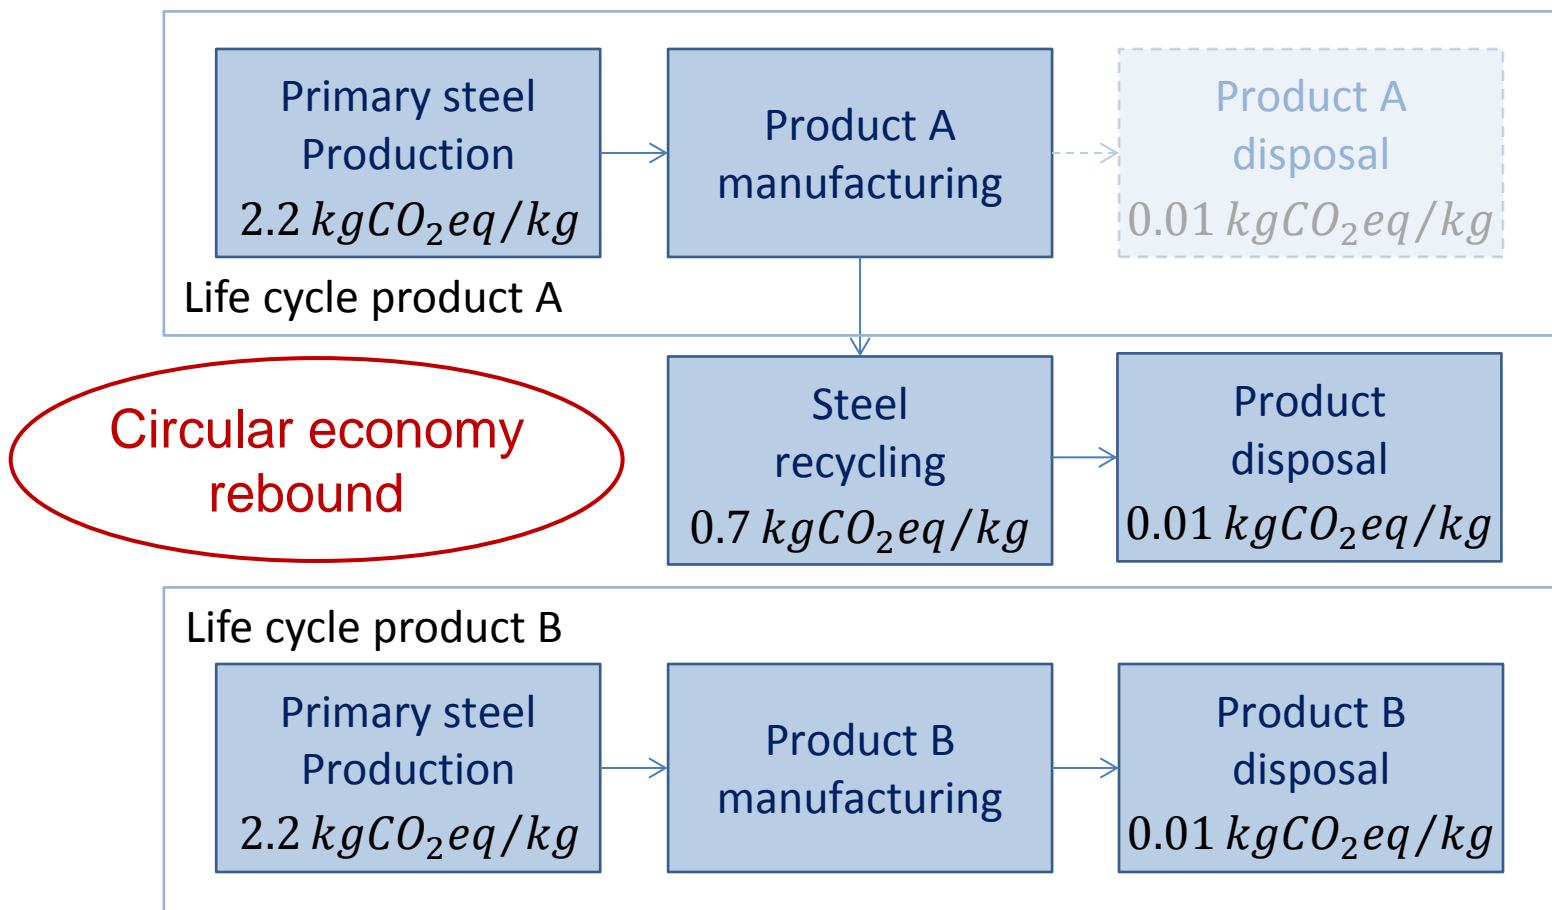 Primary steel
Production
2.2 kgCO₂eq/kg
Product A
manufacturing
Product A
disposal
0.01 kgCO₂eq/kg
Life cycle product A
Circular economy
rebound
Steel
recycling
0.7 kgCO₂eq/kg
Product
disposal
0.01 kgCO₂eq/kg
Life cycle product B
Primary steel
Production
2.2 kgCO₂eq/kg
Product B
manufacturing
Product B
disposal
0.01 kgCO₂eq/kg